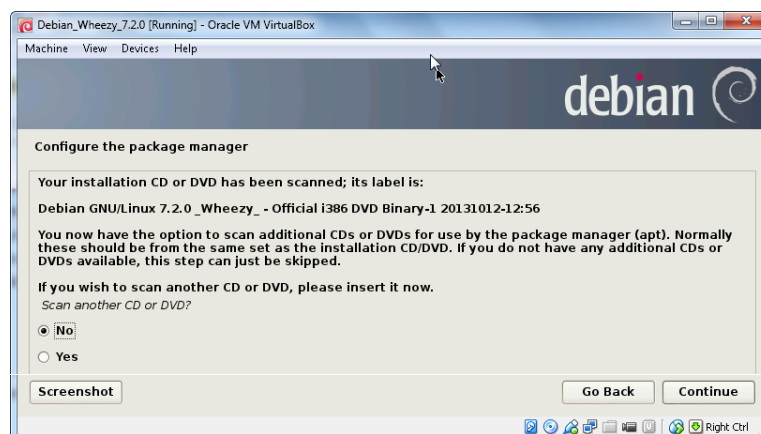 Debian_Wheezy_7.2.0 [Running] - Oracle VM VirtualBox
Machine View Devices Help
debian
Configure the package manager
Your installation CD or DVD has been scanned; its label is:
Debian GNU/Linux 7.2.0 _Wheezy_ - Official i386 DVD Binary-1 20131012-12:56
You now have the option to scan additional CDs or DVDs for use by the package manager (apt). Normally
these should be from the same set as the installation CD/DVD. If you do not have any additional CDs or
DVDs available, this step can just be skipped.
If you wish to scan another CD or DVD, please insert it now.
Scan another CD or DVD?
No
Yes
Screenshot
Go Back
Continue
Right Ctrl